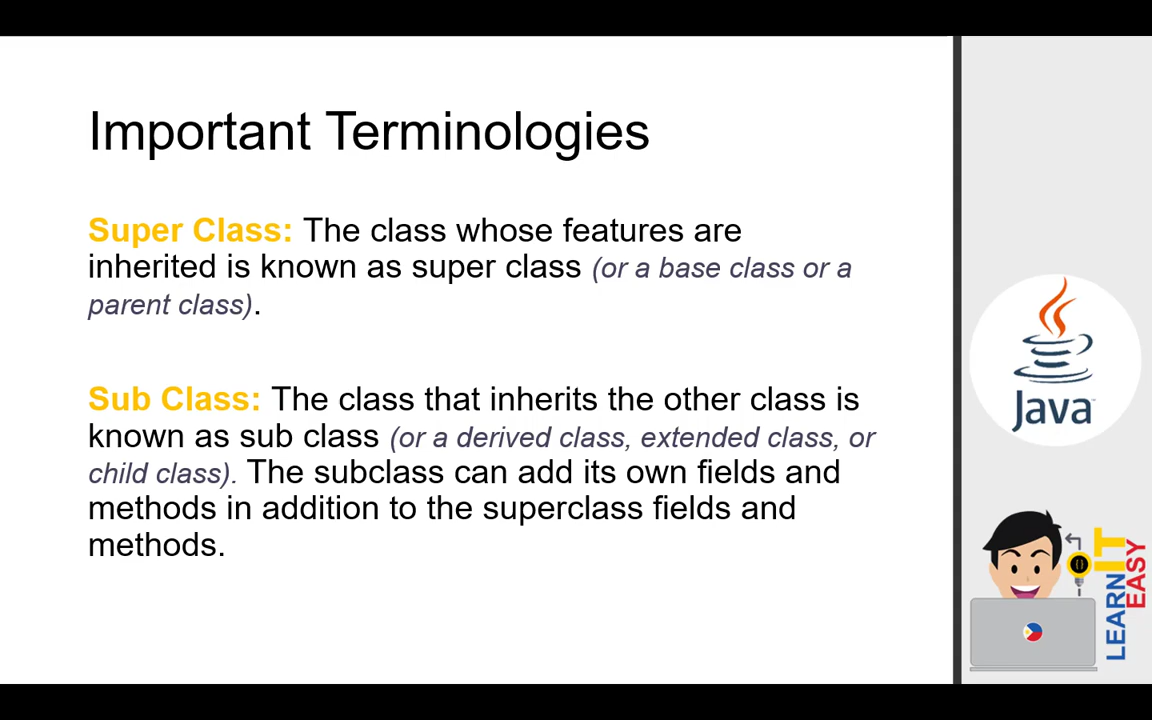 Important Terminologies
Super Class: The class whose features are
inherited is known as super class (or a base class or a
parent class).
Sub Class: The class that inherits the other class is
known as sub class (or a derived class, extended class, or
child class). The subclass can add its own fields and
methods in addition to the superclass fields and
methods.
Java™
LEARN IT
EASY